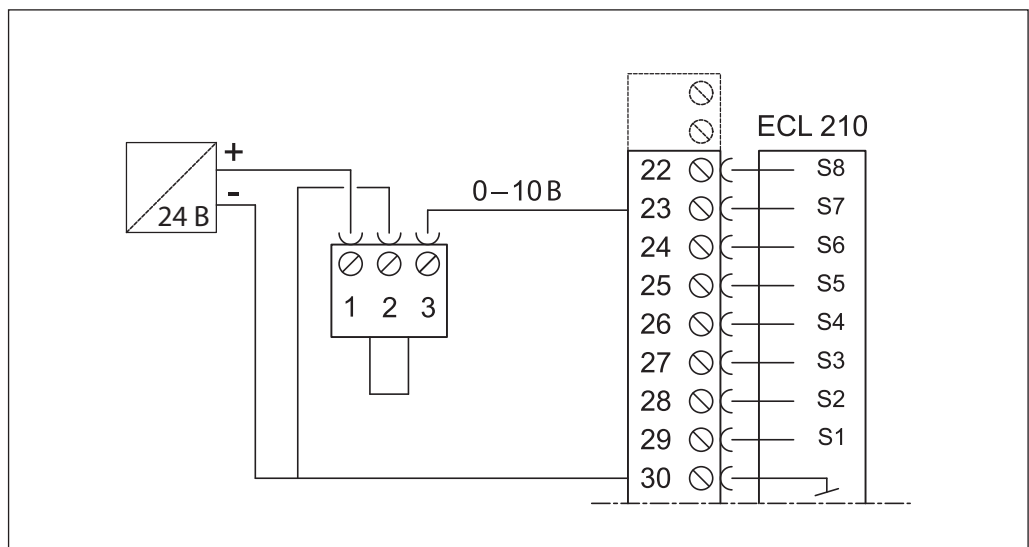 ECL 210
+
-
24 В
0–10 В
1 2 3
22 S8
23 S7
24 S6
25 S5
26 S4
27 S3
28 S2
29 S1
30